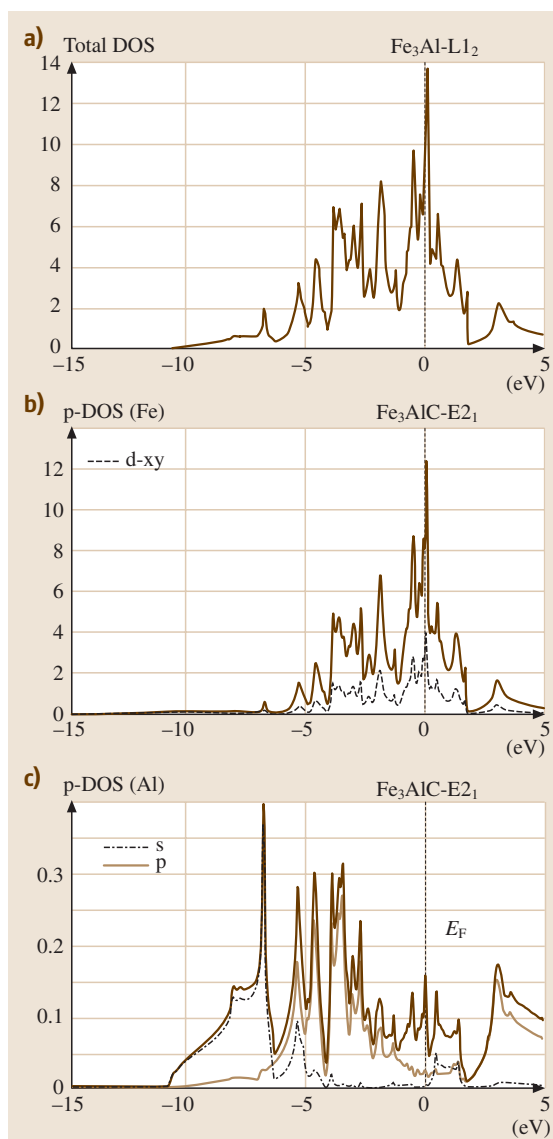 a) Total DOS Fe₃Al-L1₂
14
12
10
8
6
4
2
0
−15 −10 −5 0 5
(eV)
b) p-DOS (Fe) Fe₃AlC-E2₁
d-xy
12
10
8
6
4
2
0
−15 −10 −5 0 5
(eV)
c) p-DOS (Al) Fe₃AlC-E2₁
s
p
0.3
E_F
0.2
0.1
0
−15 −10 −5 0 5
(eV)